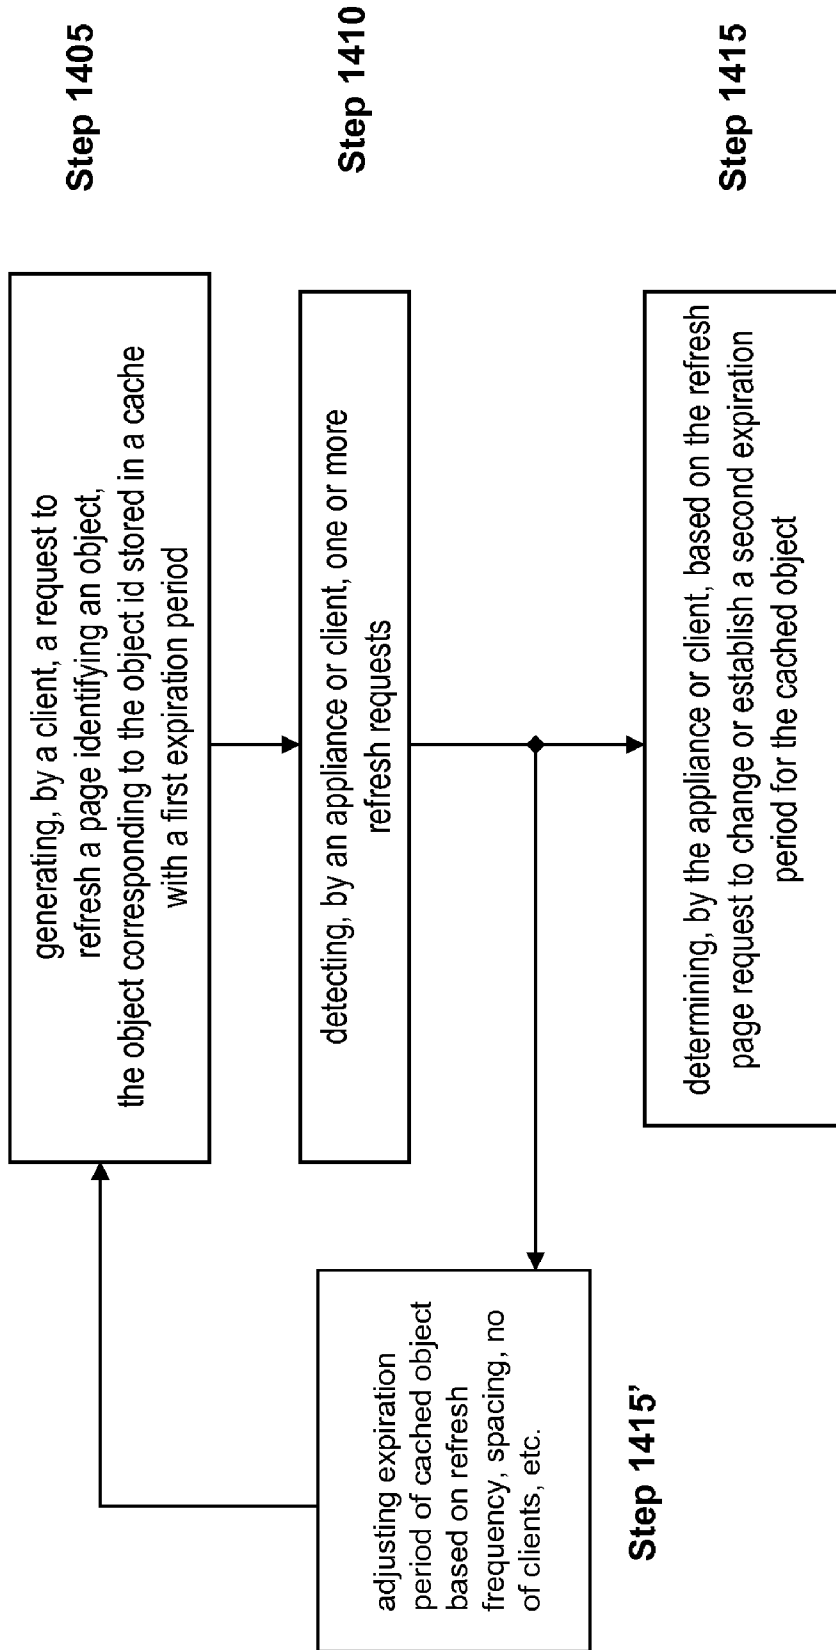 generating, by a client, a request to
refresh a page identifying an object,
the object corresponding to the object id stored in a cache
with a first expiration period
Step 1405
detecting, by an appliance or client, one or more
refresh requests
Step 1410
adjusting expiration
period of cached object
based on refresh
frequency, spacing, no
of clients, etc.
Step 1415’
determining, by the appliance or client, based on the refresh
page request to change or establish a second expiration
period for the cached object
Step 1415